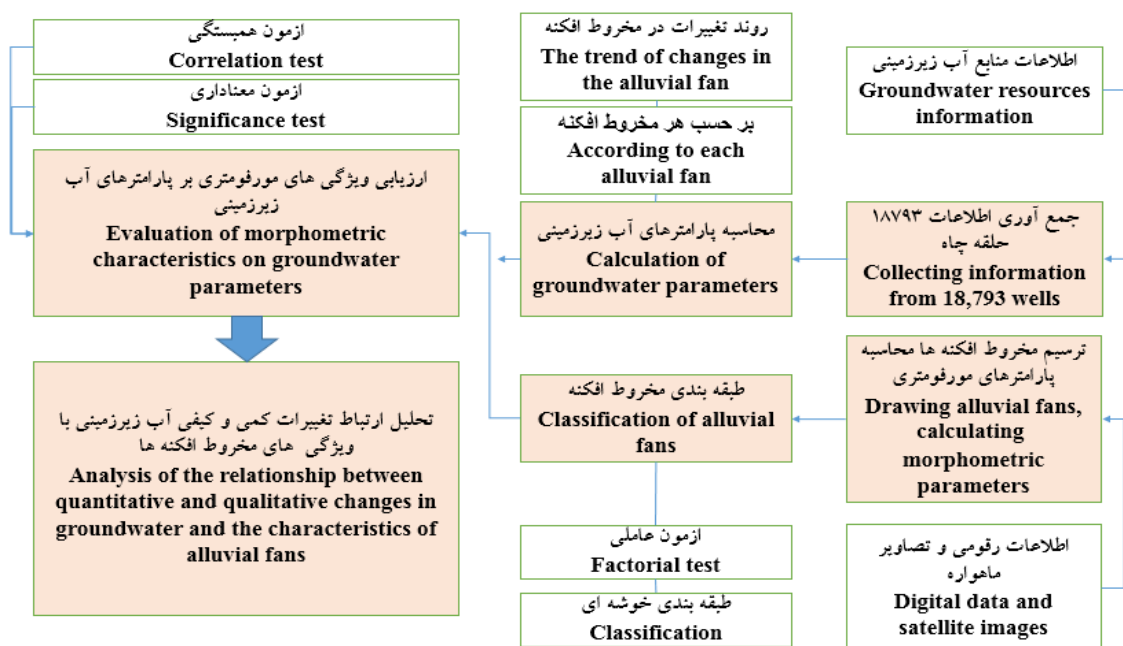 ازمون همبستگی
Correlation test
ازمون معناداری
Significance test
ارزیابی ویژگی های مورفومتری بر پارامترهای آب
زیرزمینی
Evaluation of morphometric
characteristics on groundwater
parameters
تحلیل ارتباط تغییرات کمی و کیفی آب زیرزمینی با
ویژگی های مخروط افکنه ها
Analysis of the relationship between
quantitative and qualitative changes in
groundwater and the characteristics of
alluvial fans
روند تغییرات در مخروط افکنه
The trend of changes in
the alluvial fan
بر حسب هر مخروط افکنه
According to each
alluvial fan
محاسبه پارامترهای آب زیرزمینی
Calculation of
groundwater parameters
طبقه بندی مخروط افکنه
Classification of alluvial
fans
ازمون عاملی
Factorial test
طبقه بندی خوشه ای
Classification
اطلاعات منابع آب زیرزمینی
Groundwater resources
information
جمع آوری اطلاعات ۱۸۷۹۳
حلقه چاه
Collecting information
from 18,793 wells
ترسیم مخروط افکنه ها محاسبه
پارامترهای مورفومتری
Drawing alluvial fans,
calculating
morphometric
parameters
اطلاعات رقومی و تصاویر
ماهواره
Digital data and
satellite images